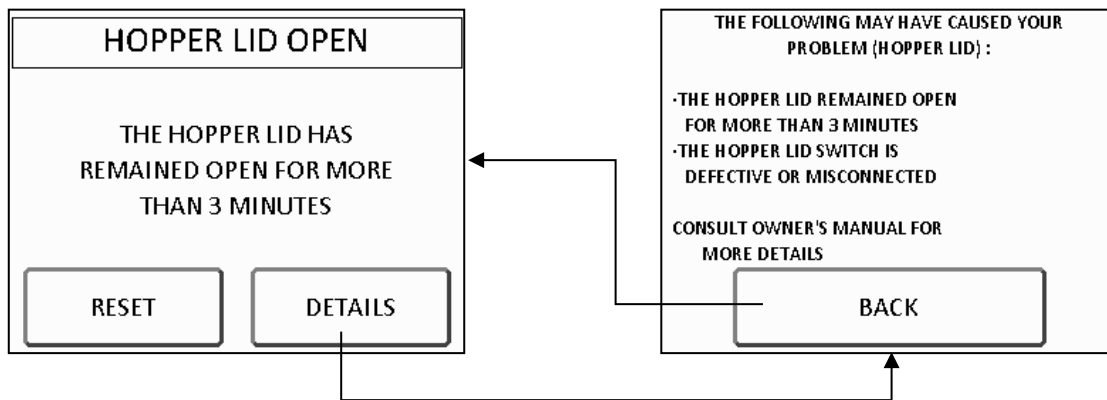 HOPPER LID OPEN
THE HOPPER LID HAS
REMAINED OPEN FOR MORE
THAN 3 MINUTES
RESET
DETAILS
THE FOLLOWING MAY HAVE CAUSED YOUR
PROBLEM (HOPPER LID) :
·THE HOPPER LID REMAINED OPEN
FOR MORE THAN 3 MINUTES
·THE HOPPER LID SWITCH IS
DEFECTIVE OR MISCONNECTED
CONSULT OWNER'S MANUAL FOR
MORE DETAILS
BACK